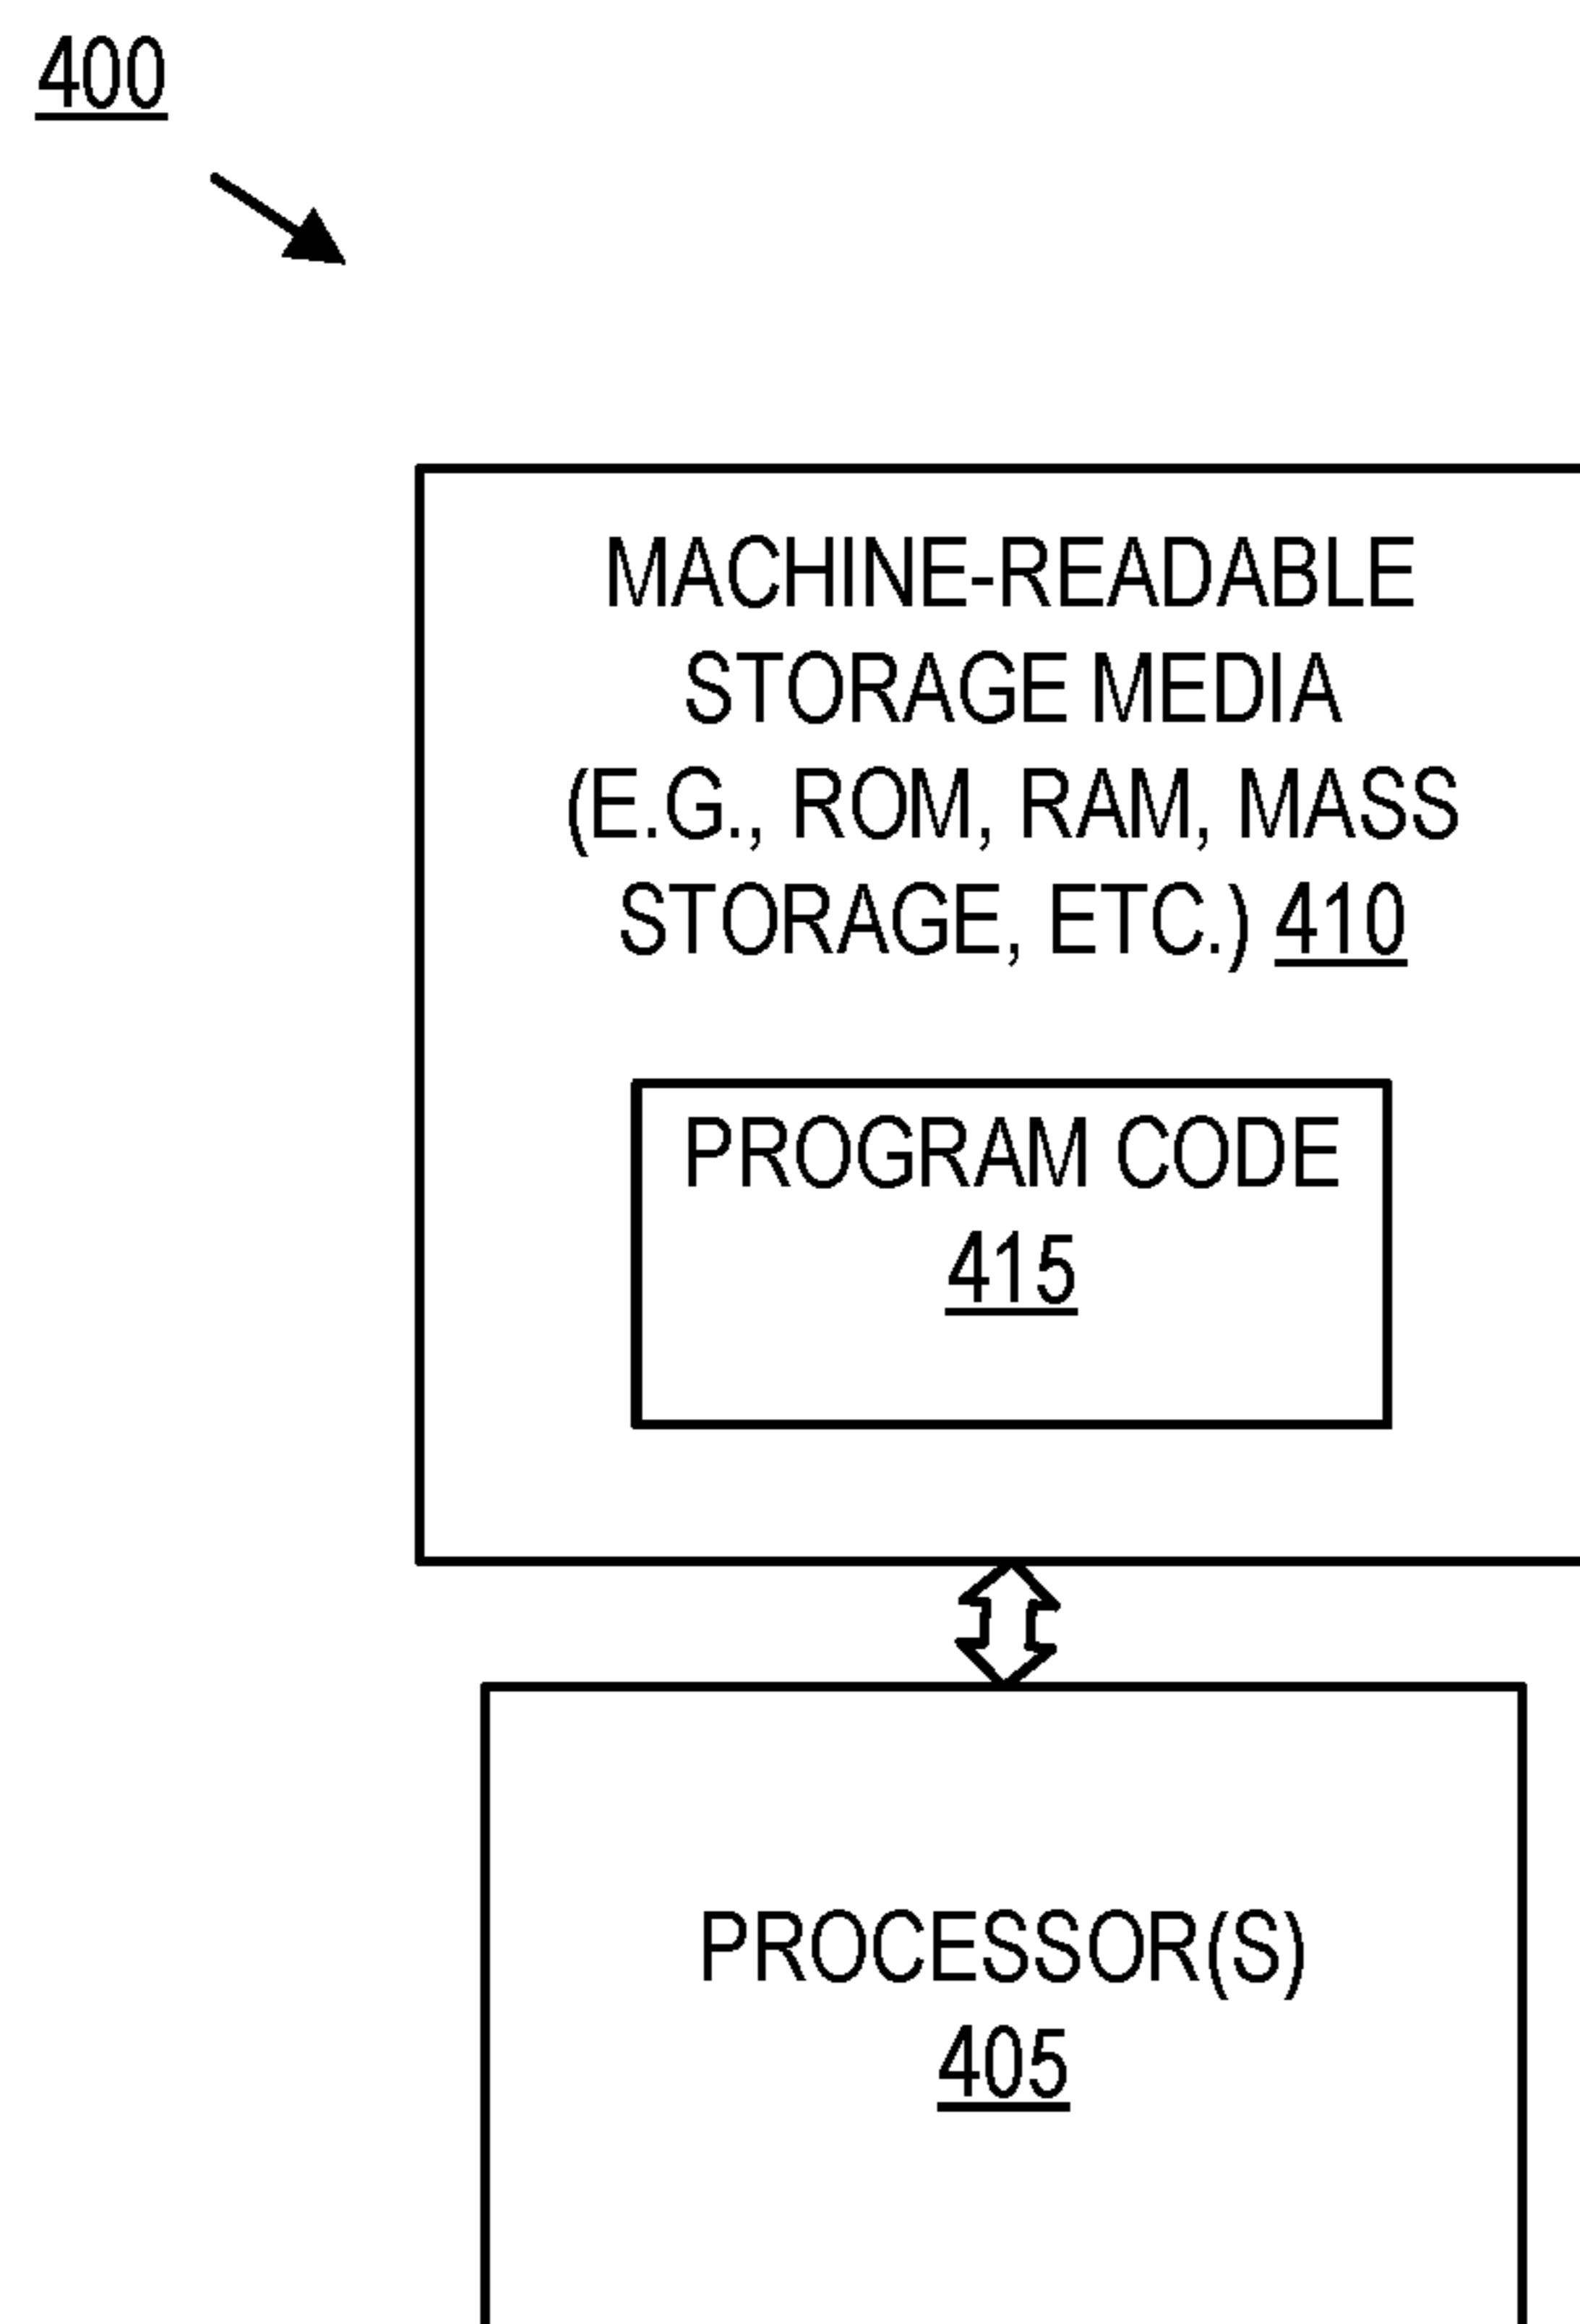 400
MACHINE-READABLE
STORAGE MEDIA
(E.G., ROM, RAM, MASS
STORAGE, ETC.) 410
PROGRAM CODE
415
PROCESSOR(S)
405